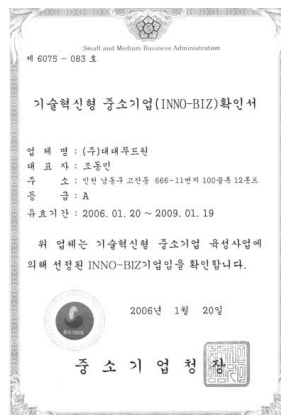 Small and Medium Business Administration
제 6075 - 083 호
기술혁신형 중소기업(INNO-BIZ)확인서
업 체 명 : (주)대대푸드원
대 표 자 : 조동민
주 소 : 인천 남동구 고잔동 666-11번지 100블록 12롯트
등 급 : A
유효기간 : 2006. 01. 20 ~ 2009. 01. 19
위 업체는 기술혁신형 중소기업 육성사업에
의해 선정된 INNO-BIZ기업임을 확인합니다.
2006년 1월 20일
중소기업청
중 소 기 업 청 장